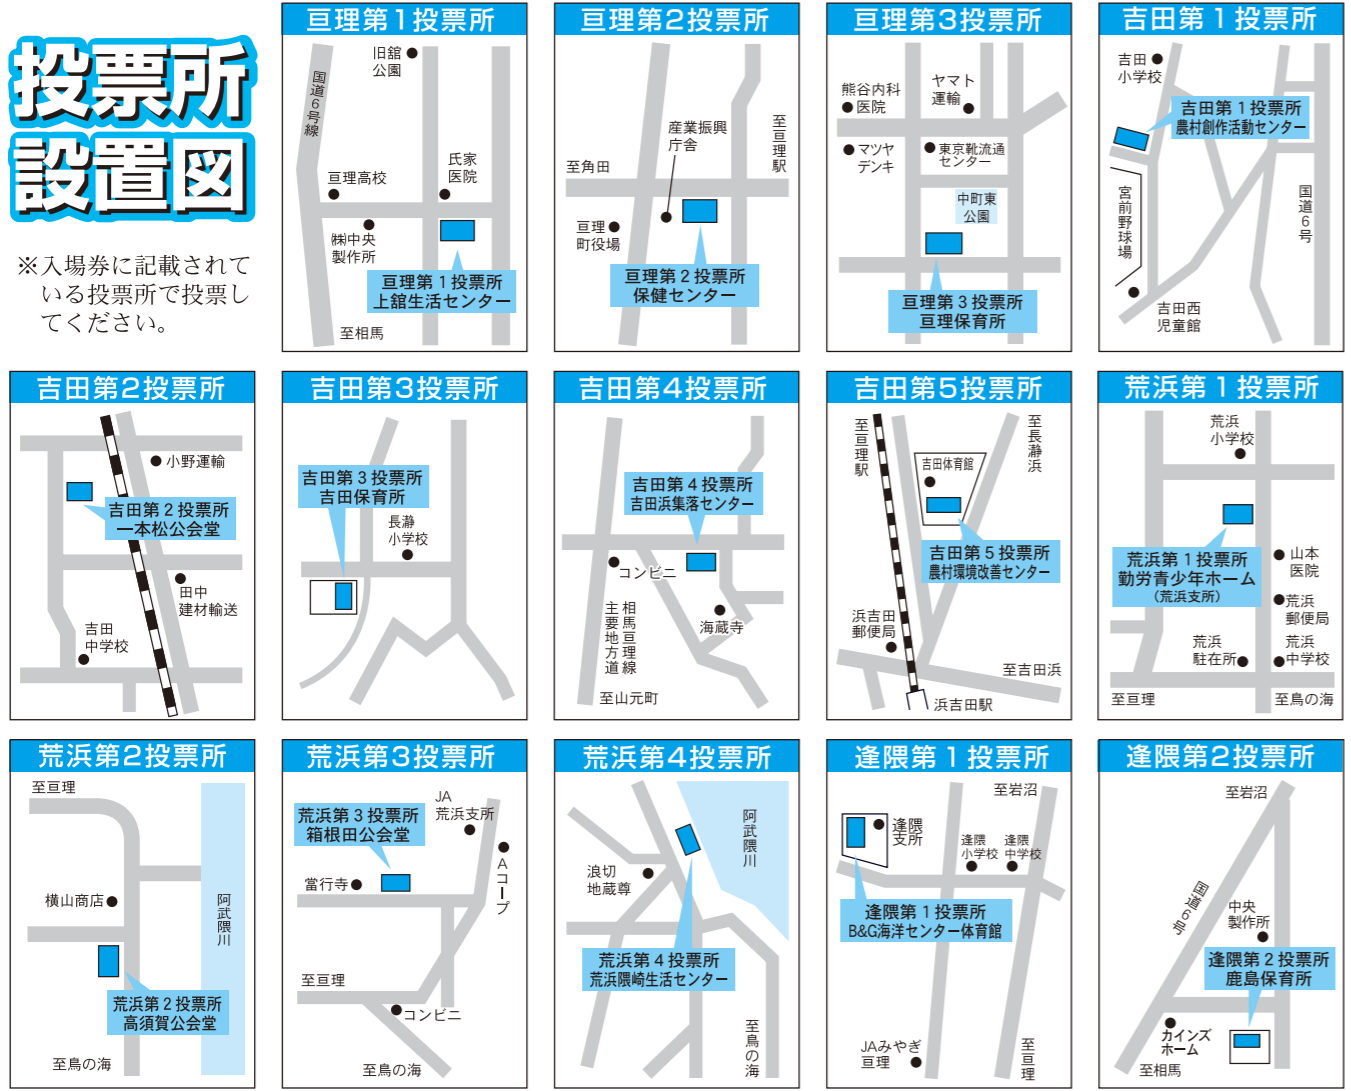 投票所
設置図
※入場券に記載されて
いる投票所で投票し
てください。
亘理第1投票所
旧舘
公園
国道6号線
亘理高校
氏家
医院
㈱中央
製作所
亘理第1投票所
上舘生活センター
至相馬
亘理第2投票所
産業振興
庁舎
至亘理駅
至角田
亘理
町役場
亘理第2投票所
保健センター
亘理第3投票所
熊谷内科
医院
ヤマト
運輸
マツヤ
デンキ
東京靴流通
センター
中町東
公園
亘理第3投票所
亘理保育所
吉田第1投票所
吉田
小学校
吉田第1投票所
農村創作活動センター
宮前野球場
国道6号
吉田西
児童館
吉田第2投票所
小野運輸
吉田第2投票所
一本松公会堂
田中
建材輸送
吉田
中学校
吉田第3投票所
吉田第3投票所
吉田保育所
長瀞
小学校
吉田第4投票所
吉田第4投票所
吉田浜集落センター
コンビニ
相馬亘理線
主要地方道
海蔵寺
至山元町
吉田第5投票所
至亘理駅
至長瀞浜
吉田体育館
吉田第5投票所
農村環境改善センター
浜吉田
郵便局
至吉田浜
浜吉田駅
荒浜第1投票所
荒浜
小学校
荒浜第1投票所
勤労青少年ホーム
(荒浜支所)
山本
医院
荒浜
郵便局
荒浜
駐在所
荒浜
中学校
至亘理
至鳥の海
荒浜第2投票所
至亘理
横山商店
阿武隈川
荒浜第2投票所
高須賀公会堂
至鳥の海
荒浜第3投票所
JA
荒浜支所
荒浜第3投票所
箱根田公会堂
Aコープ
當行寺
至亘理
コンビニ
至鳥の海
荒浜第4投票所
阿武隈川
浪切
地蔵尊
荒浜第4投票所
荒浜隈崎生活センター
至鳥の海
逢隈第1投票所
至岩沼
逢隈
支所
逢隈
小学校
逢隈
中学校
逢隈第1投票所
B&G海洋センター体育館
JAみやぎ
亘理
至亘理
逢隈第2投票所
至岩沼
国道6号
中央
製作所
逢隈第2投票所
鹿島保育所
カインズ
ホーム
至相馬